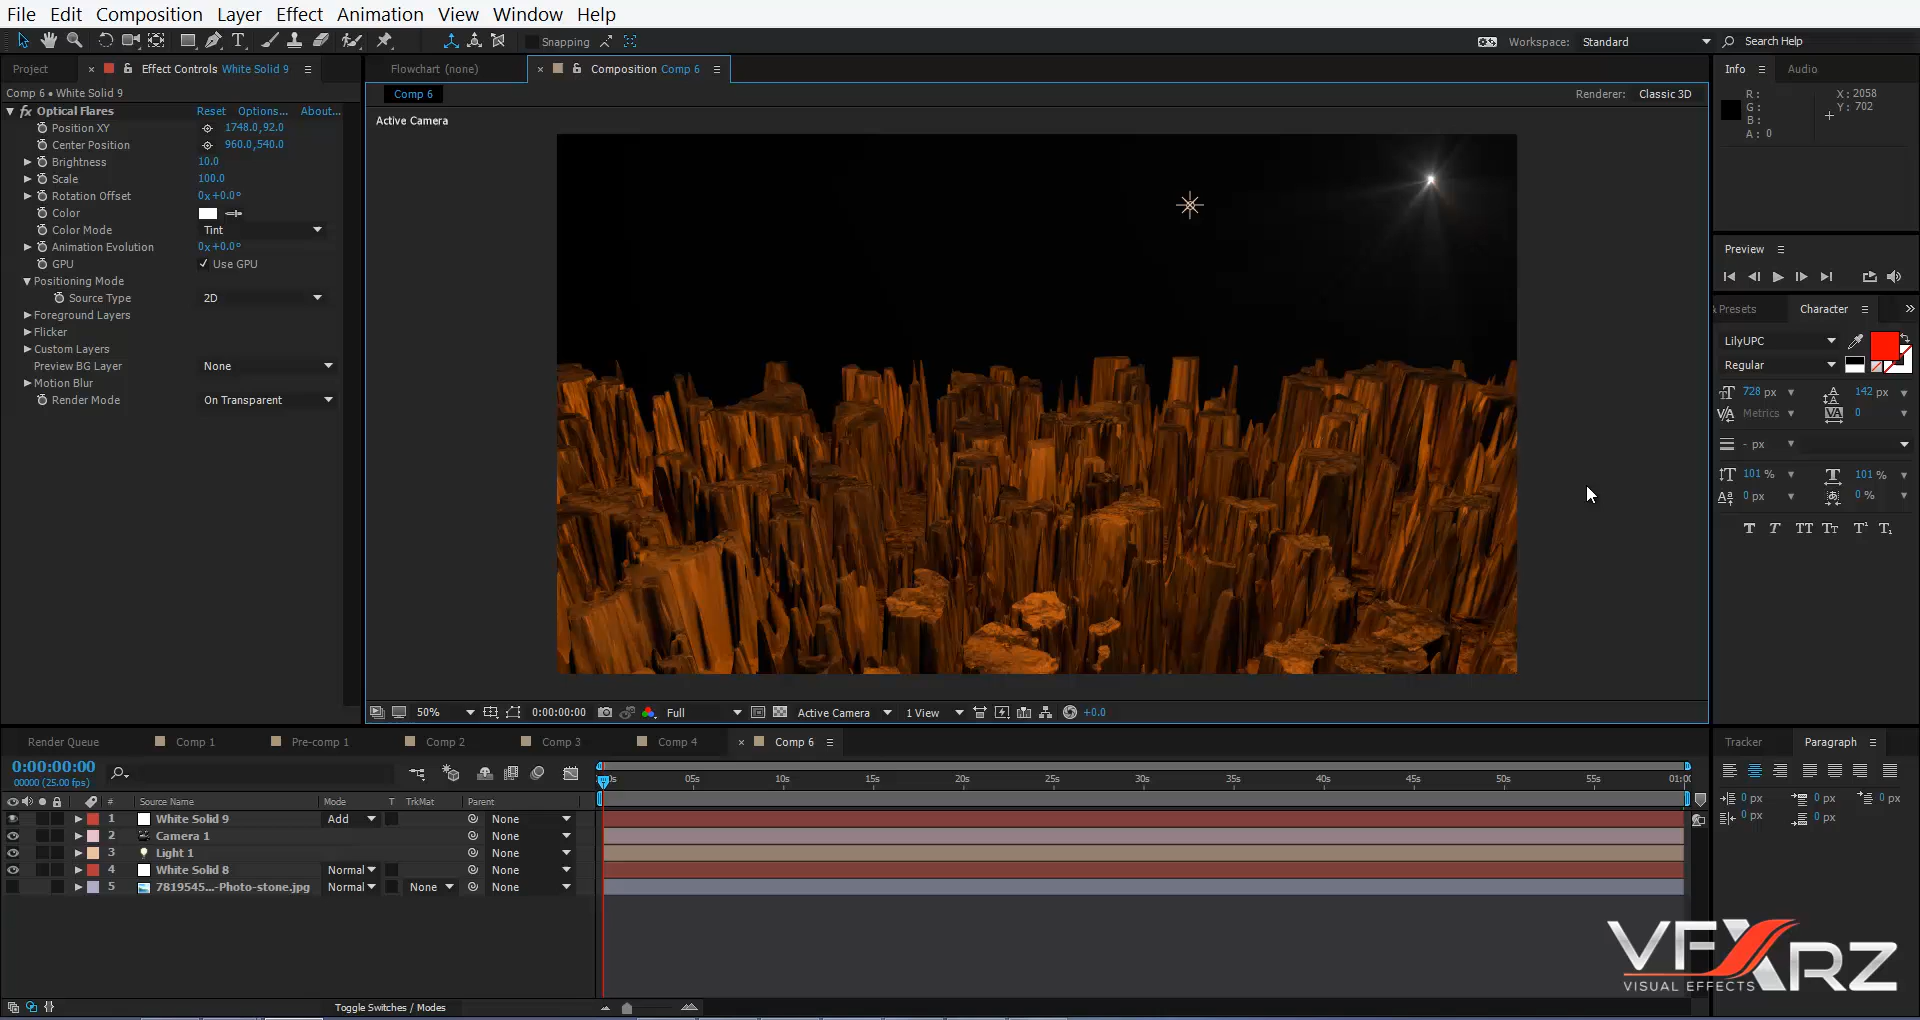 File Edit Composition Layer Effect Animation View Window Help
Snapping Workspace: Standard Search Help
Project × Effect Controls White Solid 9 Flowchart (none) × Composition Comp 6 Info Audio
Comp 6 • White Solid 9 Comp 6 Renderer: Classic 3D
R: X: 2058
G: Y: 702
B:
A: 0
fx Optical Flares Reset Options... About...
Active Camera
Position XY 1748.0,92.0
Center Position 960.0,540.0
Brightness 10.0
Scale 100.0
Rotation Offset 0x+0.0°
Color
Color Mode Tint
Animation Evolution 0x+0.0°
GPU ✓ Use GPU
Positioning Mode
Source Type 2D
Foreground Layers
Flicker
Custom Layers
Preview BG Layer None
Motion Blur
Render Mode On Transparent
Preview
& Presets Character »
LilyUPC
Regular
728 px 142 px
Metrics 0
- px
101 % 101 %
0 px 0 %
T T TT Tт T¹ T₁
50% 0:00:00:00 Full Active Camera 1 View +0.0
Render Queue Comp 1 Pre-comp 1 Comp 2 Comp 3 Comp 4 × Comp 6 Tracker Paragraph
0:00:00:00
00000 (25.00 fps)
05s 10s 15s 20s 25s 30s 35s 40s 45s 50s 55s
# Source Name Mode T TrkMat Parent
1 White Solid 9 Add None
2 Camera 1 None
3 Light 1 None
4 White Solid 8 Normal None
5 7819545...-Photo-stone.jpg Normal None None
0 px 0 px 0 px
0 px 0 px
VFXARZ
VISUAL EFFECTS
Toggle Switches / Modes